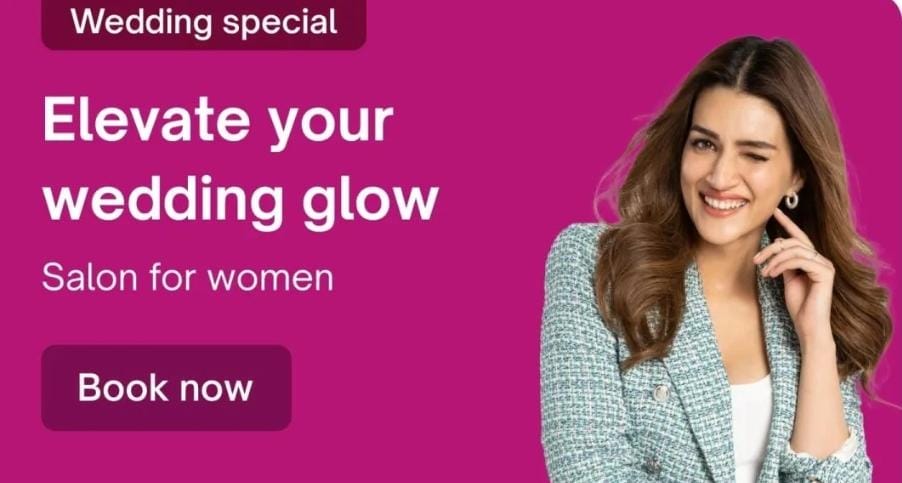 Wedding special
Elevate your
wedding glow
Salon for women
Book now